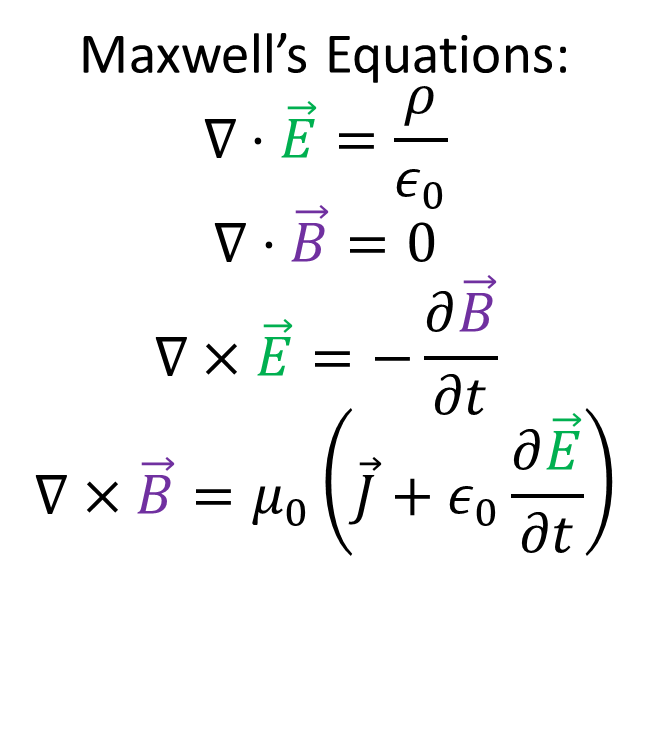 Maxwell's Equations:
∇ · E⃗ = ρ/ϵ₀
∇ · B⃗ = 0
∇ × E⃗ = − ∂B⃗/∂t
∇ × B⃗ = μ₀ (J⃗ + ϵ₀ ∂E⃗/∂t)